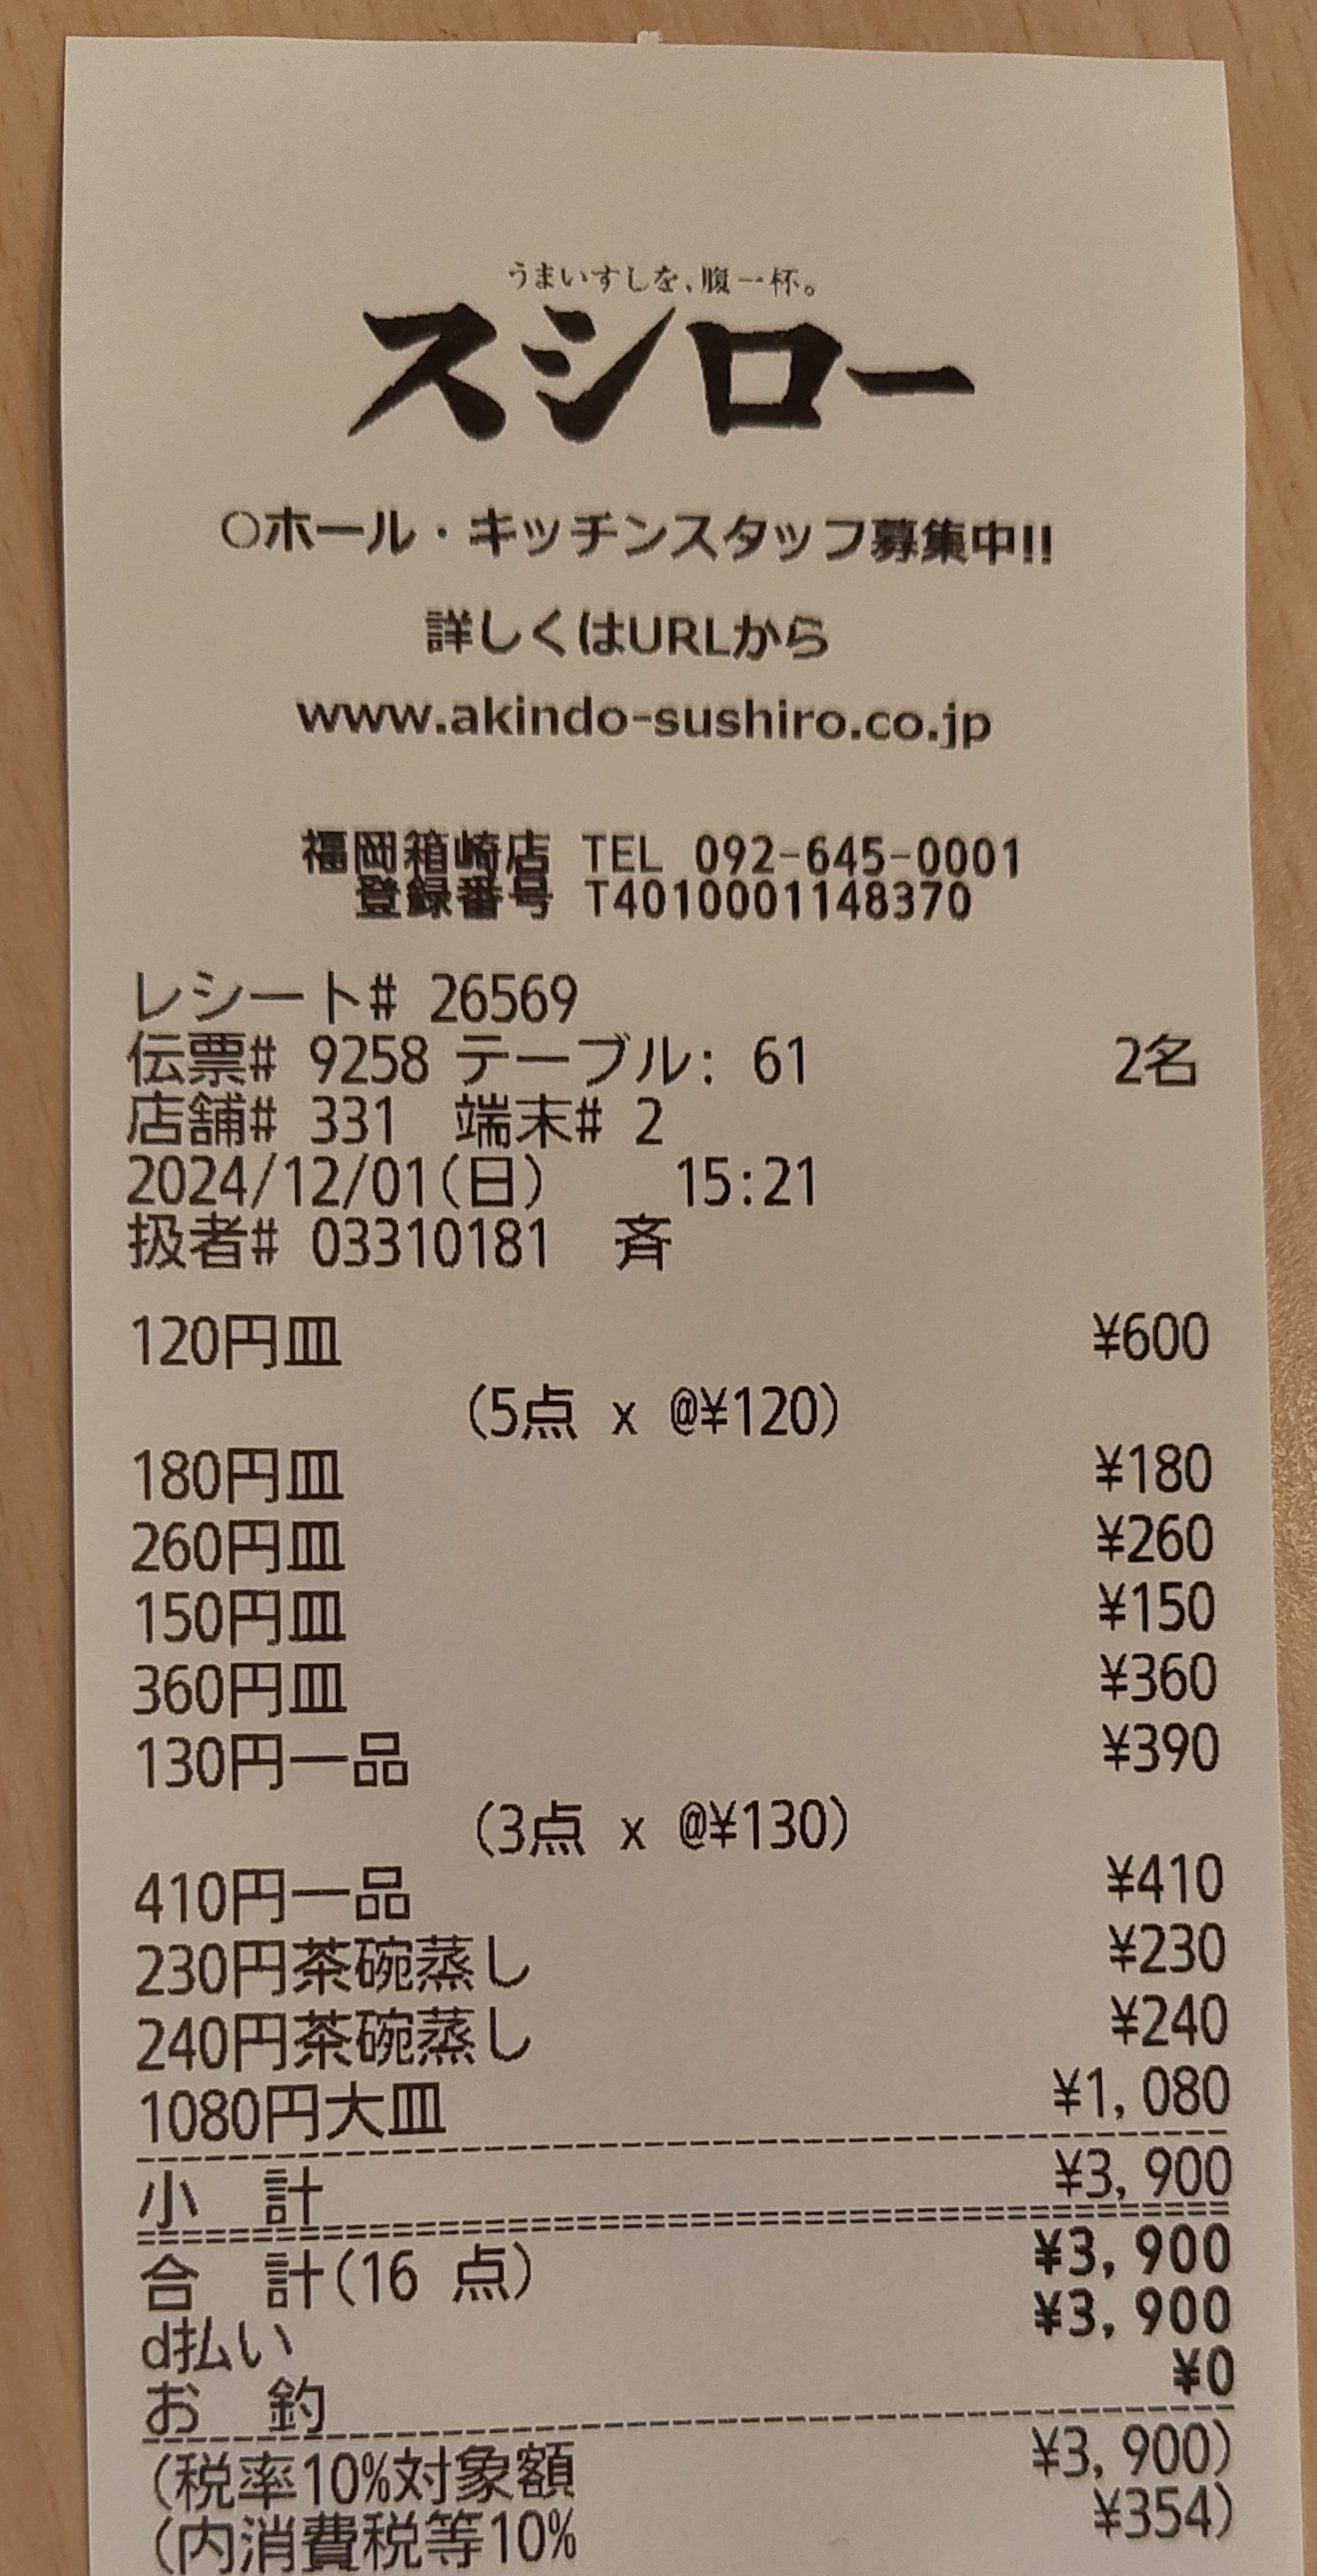 うまいすしを、腹一杯。
スシロー
○ホール・キッチンスタッフ募集中!!
詳しくはURLから
www.akindo-sushiro.co.jp
福岡箱崎店 TEL 092-645-0001
登録番号 T4010001148370
レシート# 26569
伝票# 9258 テーブル: 61 2名
店舗# 331 端末# 2
2024/12/01(日) 15:21
扱者# 03310181 斉
120円皿 ¥600
(5点 x @¥120)
180円皿 ¥180
260円皿 ¥260
150円皿 ¥150
360円皿 ¥360
130円一品 ¥390
(3点 x @¥130)
410円一品 ¥410
230円茶碗蒸し ¥230
240円茶碗蒸し ¥240
1080円大皿 ¥1,080
小 計 ¥3,900
合 計(16 点) ¥3,900
d払い ¥3,900
お 釣 ¥0
(税率10%対象額 ¥3,900)
(内消費税等10% ¥354)